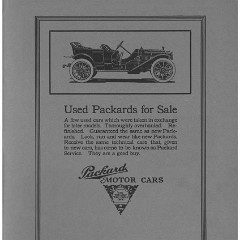 Used Packards for Sale
A few used cars which were taken in exchange
for later models. Thoroughly overhauled. Re-
finished. Guaranteed the same as new Pack-
ards. Look, run and wear like new Packards.
Receive the same technical care that, given
to new cars, has come to be known as Packard
Service. They are a good buy.
Packard
MOTOR CARS